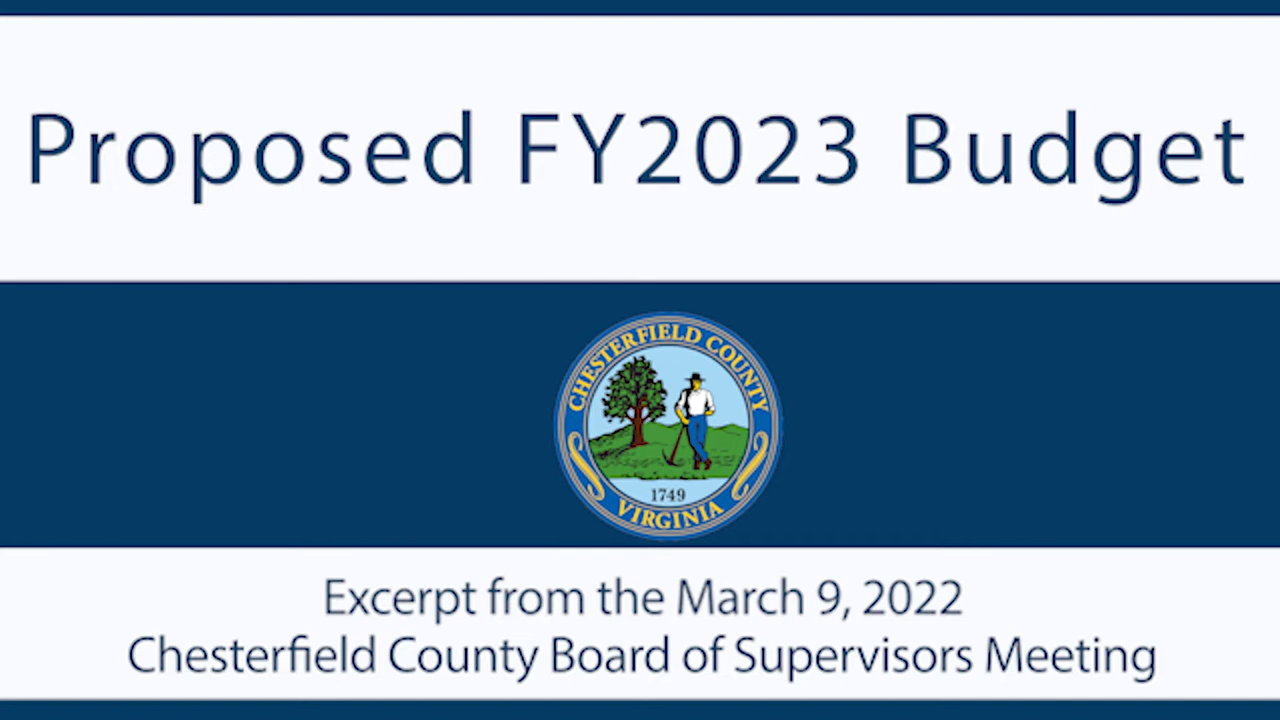 Proposed FY2023 Budget
CHESTERFIELD COUNTY
1749
VIRGINIA
Excerpt from the March 9, 2022
Chesterfield County Board of Supervisors Meeting